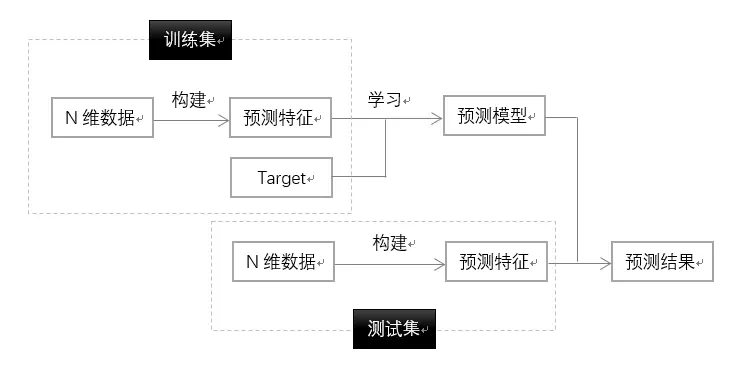 训练集
构建
学习
N 维数据
预测特征
预测模型
Target
构建
N 维数据
预测特征
预测结果
测试集